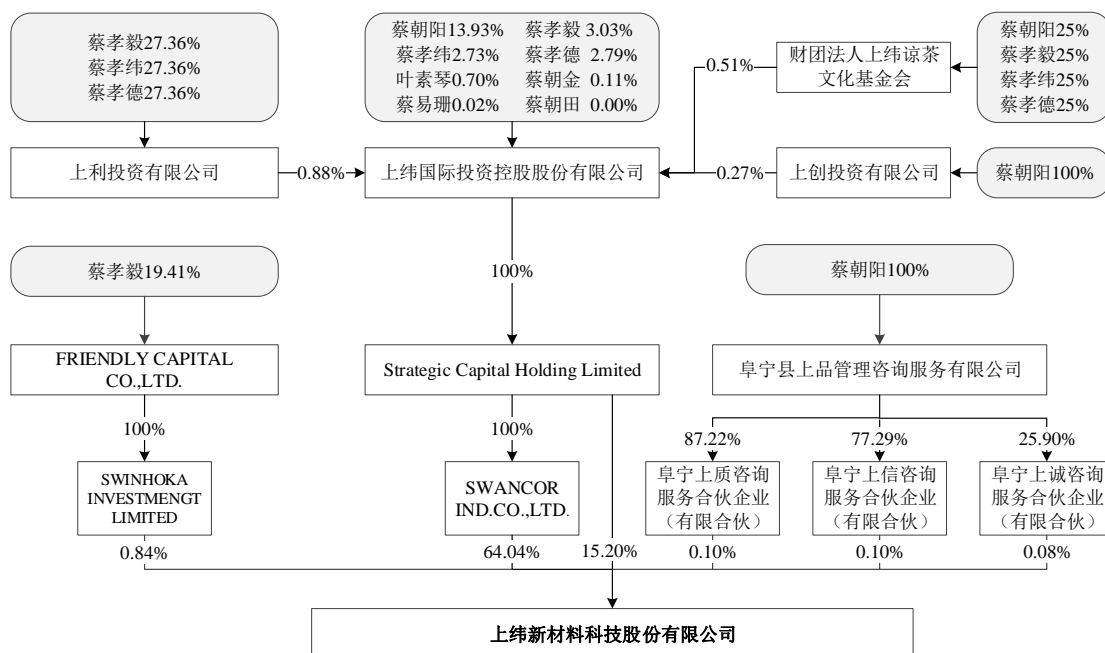 蔡孝毅27.36%
蔡孝纬27.36%
蔡孝德27.36%
蔡朝阳13.93% 蔡孝毅 3.03%
蔡孝纬2.73% 蔡孝德 2.79%
叶素琴0.70% 蔡朝金 0.11%
蔡易珊0.02% 蔡朝田 0.00%
0.51%
财团法人上纬谅茶
文化基金会
蔡朝阳25%
蔡孝毅25%
蔡孝纬25%
蔡孝德25%
上利投资有限公司
0.88%
上纬国际投资控股股份有限公司
0.27%
上创投资有限公司
蔡朝阳100%
蔡孝毅19.41%
100%
蔡朝阳100%
FRIENDLY CAPITAL
CO.,LTD.
Strategic Capital Holding Limited
阜宁县上品管理咨询服务有限公司
100%
100%
87.22%
77.29%
25.90%
SWINHOKA
INVESTMENGT
LIMITED
SWANCOR
IND.CO.,LTD.
阜宁上质咨询
服务合伙企业
（有限合伙）
阜宁上信咨询
服务合伙企业
（有限合伙）
阜宁上诚咨询
服务合伙企业
（有限合伙）
0.84%
64.04%
15.20%
0.10%
0.10%
0.08%
上纬新材料科技股份有限公司